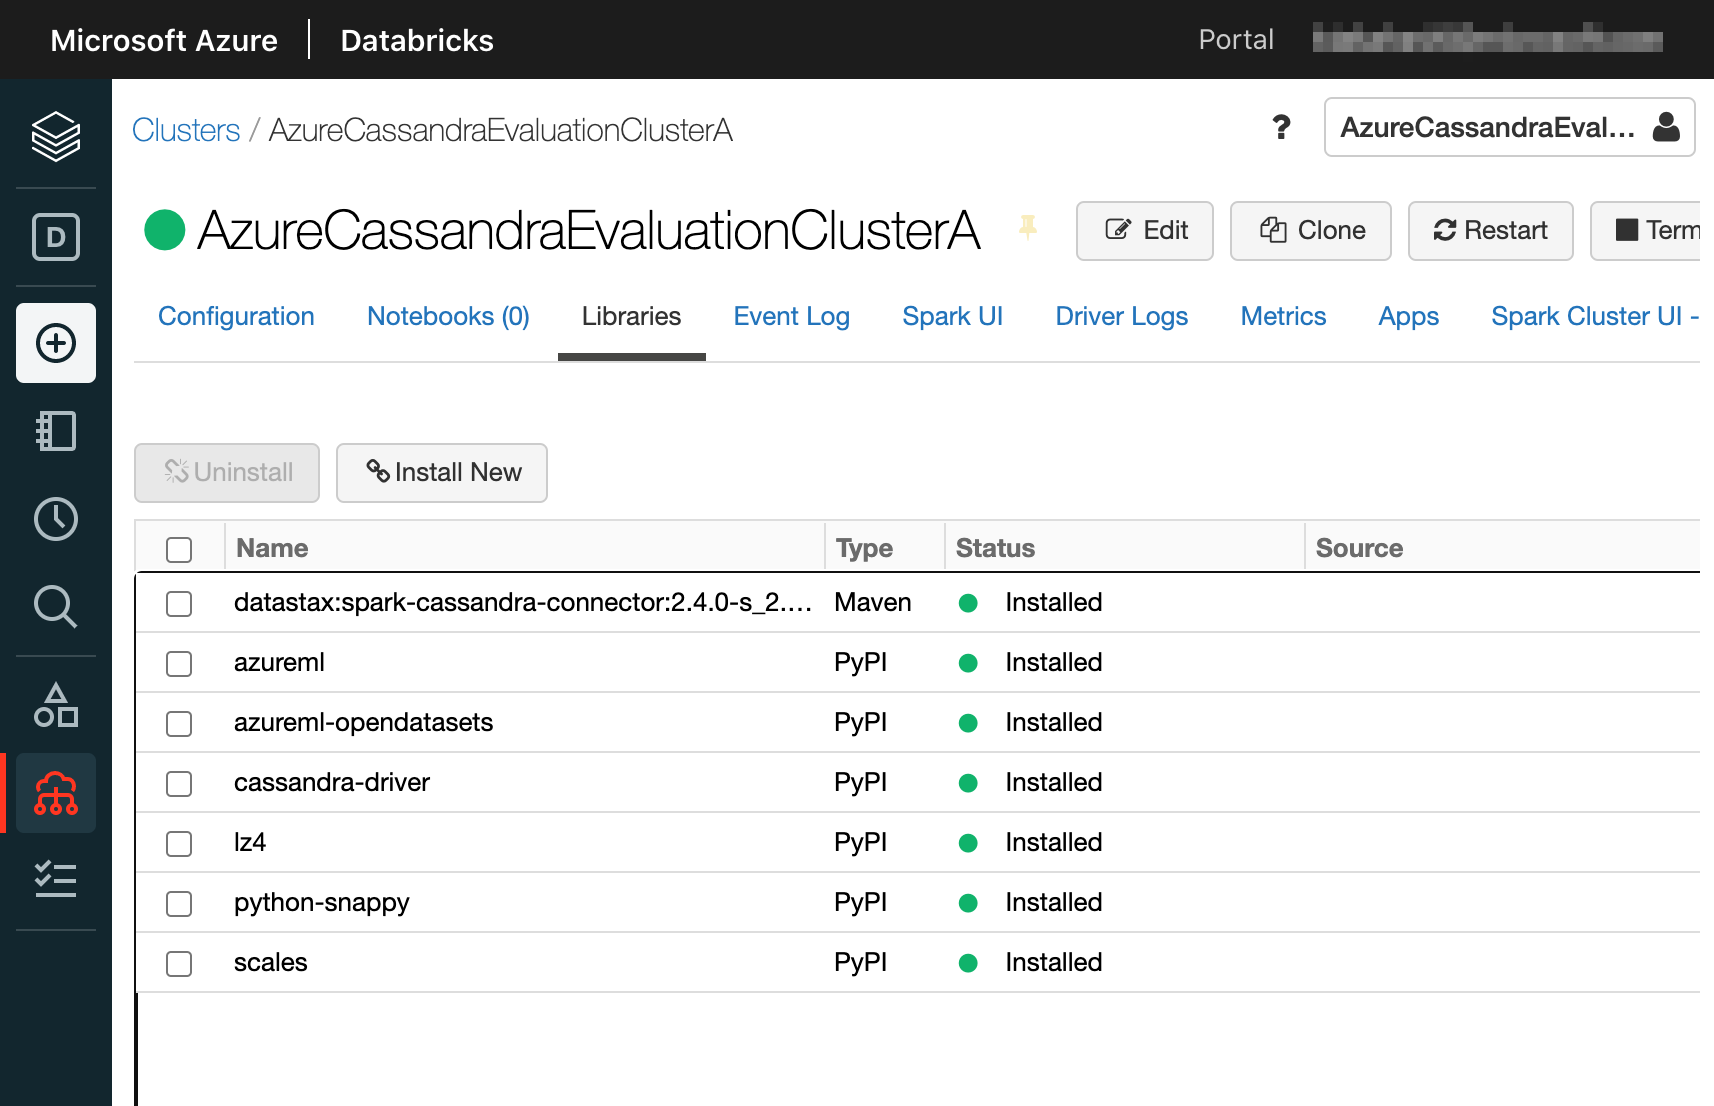 Microsoft Azure Databricks Portal
Clusters / AzureCassandraEvaluationClusterA ? AzureCassandraEval...
D
AzureCassandraEvaluationClusterA Edit Clone Restart Term
Configuration Notebooks (0) Libraries Event Log Spark UI Driver Logs Metrics Apps Spark Cluster UI -
Uninstall Install New
Name Type Status Source
datastax:spark-cassandra-connector:2.4.0-s_2.... Maven Installed
azureml PyPI Installed
azureml-opendatasets PyPI Installed
cassandra-driver PyPI Installed
lz4 PyPI Installed
python-snappy PyPI Installed
scales PyPI Installed